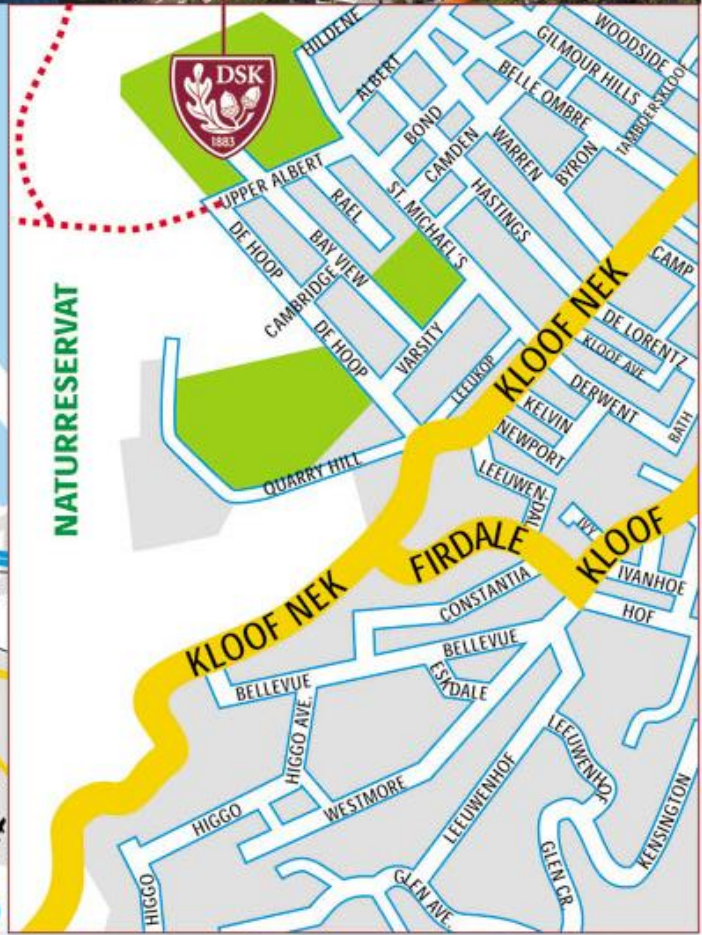 WOODSIDE
HILDENE
GILMOUR HILLS
DSK
1883
ALBERT
BELLE OMBRE
TAMBOERSKLOOF
BOND
CAMDEN
WARREN
BYRON
UPPER ALBERT
RAEL
ST. MICHAEL'S
HASTINGS
DE HOOP
BAY VIEW
CAMP
CAMBRIDGE
KLOOF NEK
NATURRESERVAT
DE HOOP
VARSITY
DE LORENTZ
KLOOF AVE
LEEUKOP
DERWENT
KELVIN
BATH
NEWPORT
QUARRY HILL
LEEUWEN-
DAL
IVY
FIRDALE
KLOOF
IVANHOE
CONSTANTIA
HOF
KLOOF NEK
BELLEVUE
BELLEVUE
ESKDALE
HIGGO AVE.
LEEUWENHOF
HIGGO
WESTMORE
LEEUWENHOF
KENSINGTON
HIGGO
GLEN AVE.
GLEN CR.